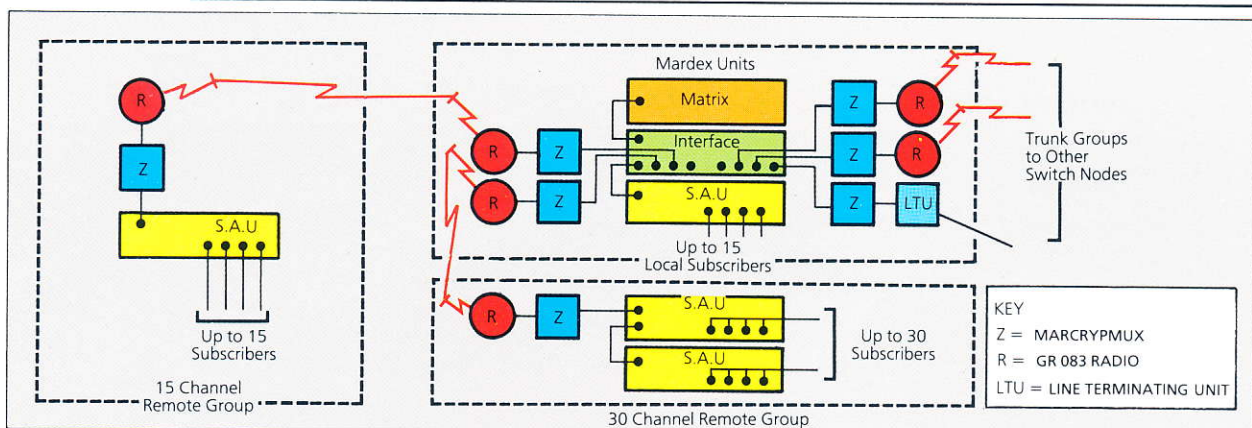 R
Z
S.A.U
Up to 15
Subscribers
15 Channel
Remote Group
Mardex Units
Matrix
Interface
S.A.U
Up to 15
Local Subscribers
R
Z
R
Z
Z
R
Z
R
Z
LTU
Trunk Groups
to Other
Switch Nodes
R
Z
S.A.U
S.A.U
Up to 30
Subscribers
30 Channel Remote Group
KEY
Z = MARCRYPMUX
R = GR 083 RADIO
LTU = LINE TERMINATING UNIT